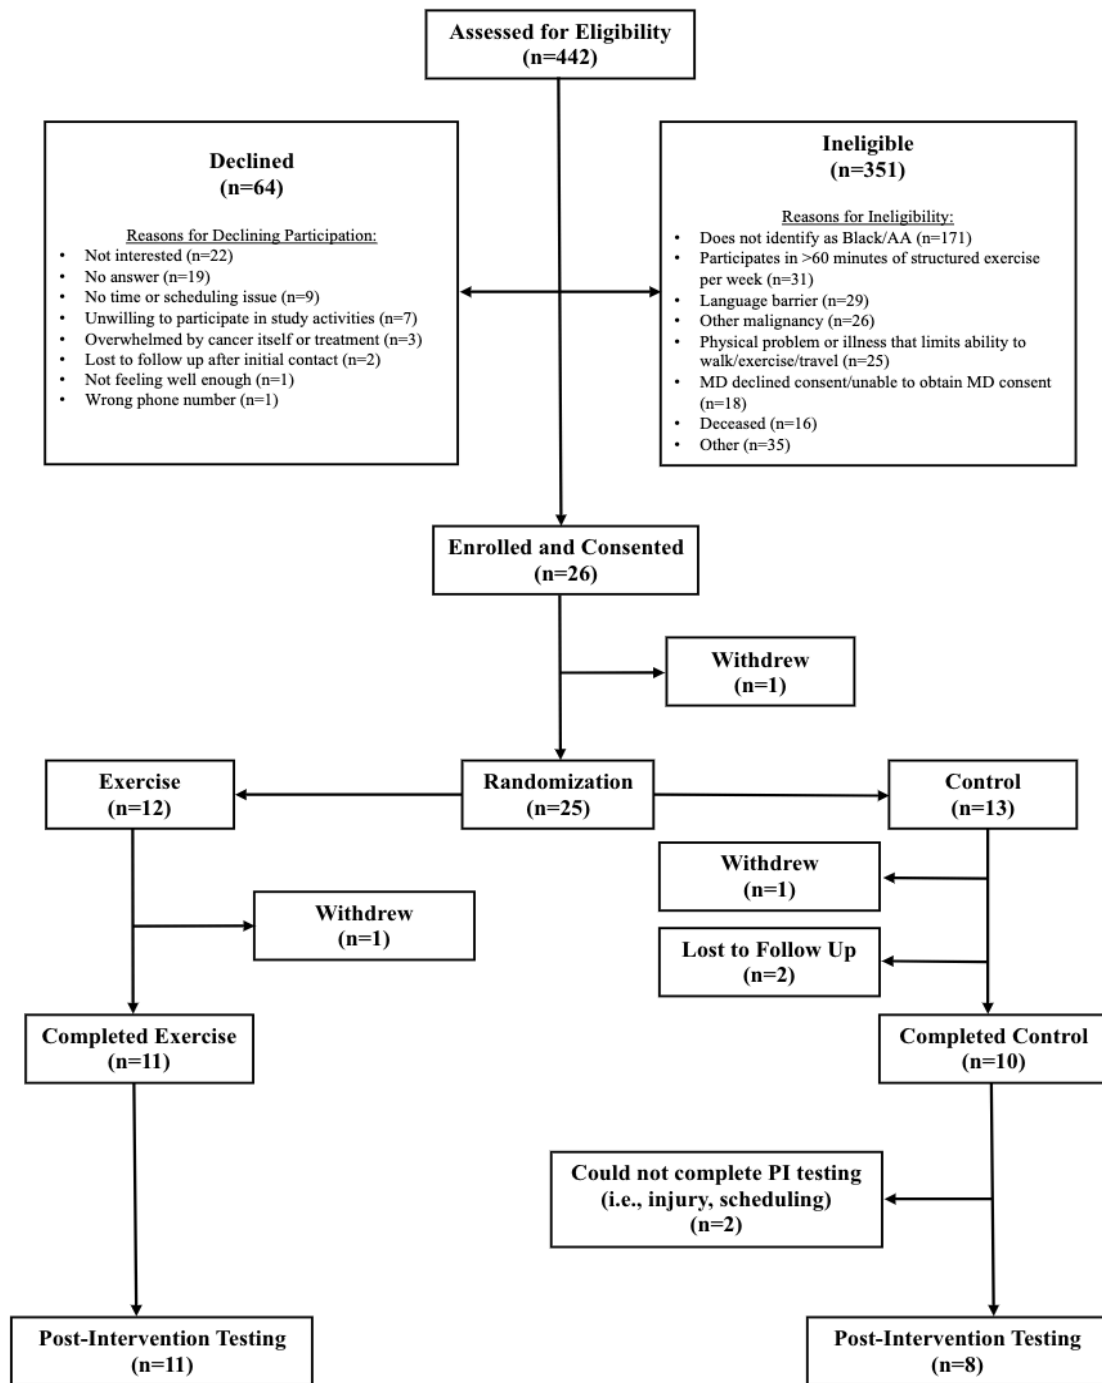 Assessed for Eligibility
(n=442)
Declined
(n=64)
Reasons for Declining Participation:
• Not interested (n=22)
• No answer (n=19)
• No time or scheduling issue (n=9)
• Unwilling to participate in study activities (n=7)
• Overwhelmed by cancer itself or treatment (n=3)
• Lost to follow up after initial contact (n=2)
• Not feeling well enough (n=1)
• Wrong phone number (n=1)
Ineligible
(n=351)
Reasons for Ineligibility:
• Does not identify as Black/AA (n=171)
• Participates in >60 minutes of structured exercise
per week (n=31)
• Language barrier (n=29)
• Other malignancy (n=26)
• Physical problem or illness that limits ability to
walk/exercise/travel (n=25)
• MD declined consent/unable to obtain MD consent
(n=18)
• Deceased (n=16)
• Other (n=35)
Enrolled and Consented
(n=26)
Withdrew
(n=1)
Exercise
(n=12)
Randomization
(n=25)
Control
(n=13)
Withdrew
(n=1)
Withdrew
(n=1)
Lost to Follow Up
(n=2)
Completed Exercise
(n=11)
Completed Control
(n=10)
Could not complete PI testing
(i.e., injury, scheduling)
(n=2)
Post-Intervention Testing
(n=11)
Post-Intervention Testing
(n=8)